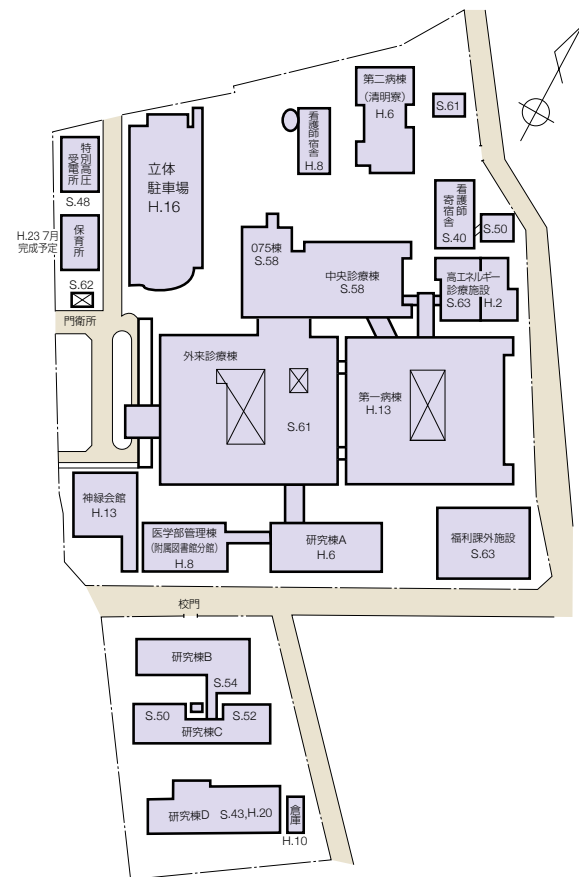 第二病棟
(清明寮)
H.6
S.61
看護師宿舎
H.8
特別高圧
受電所
S.48
立体
駐車場
H.16
看護師
寄宿舎
S.40
S.50
H.23 7月
完成予定
保育所
075棟
S.58
中央診療棟
S.58
高エネルギー
診療施設
S.63
H.2
S.62
門衛所
外来診療棟
S.61
第一病棟
H.13
神緑会館
H.13
医学部管理棟
(附属図書館分館)
H.8
研究棟A
H.6
福利課外施設
S.63
校門
研究棟B
S.54
S.50
S.52
研究棟C
研究棟D
S.43,H.20
倉庫
H.10